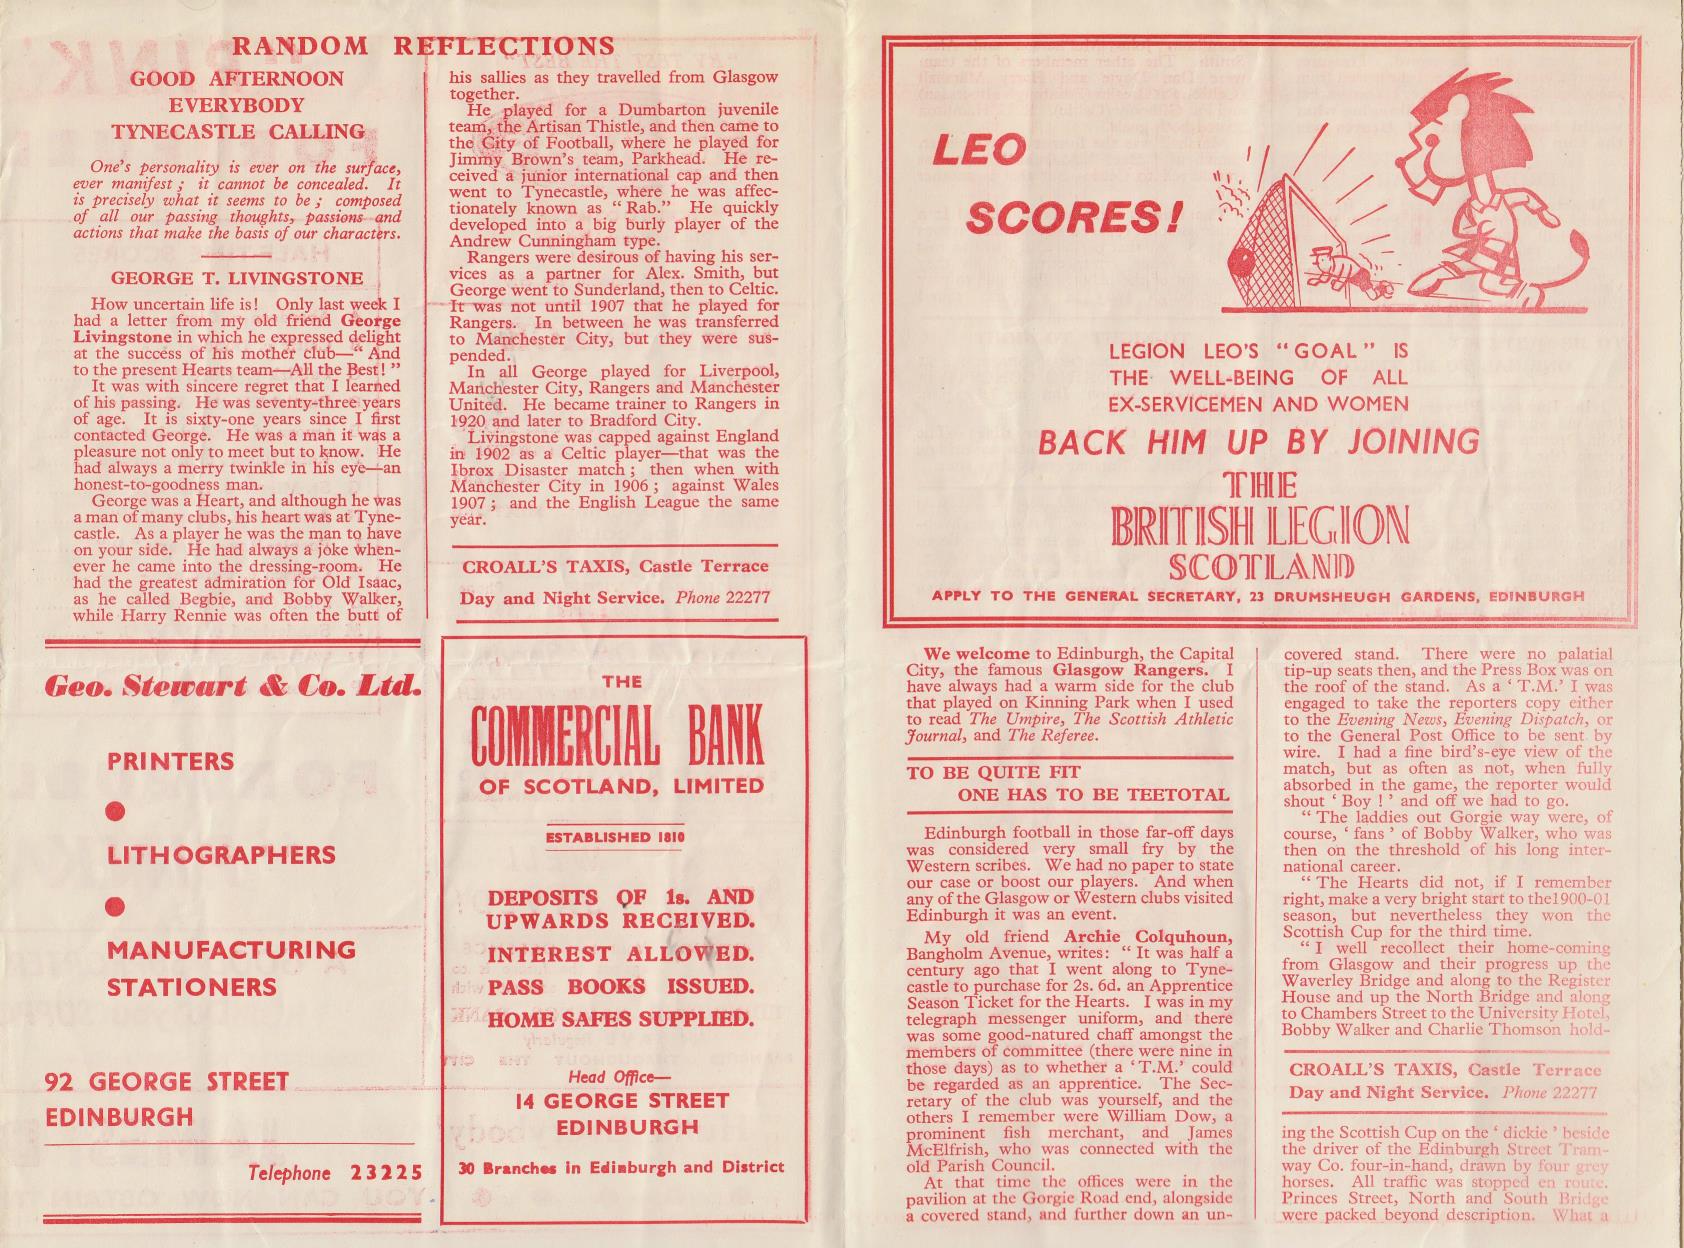 RANDOM REFLECTIONS
GOOD AFTERNOON
EVERYBODY
TYNECASTLE CALLING
One's personality is ever on the surface,
ever manifest ; it cannot be concealed. It
is precisely what it seems to be ; composed
of all our passing thoughts, passions and
actions that make the basis of our characters.
GEORGE T. LIVINGSTONE
How uncertain life is! Only last week I
had a letter from my old friend George
Livingstone in which he expressed delight
at the success of his mother club—“ And
to the present Hearts team—All the Best! ”
It was with sincere regret that I learned
of his passing. He was seventy-three years
of age. It is sixty-one years since I first
contacted George. He was a man it was a
pleasure not only to meet but to know. He
had always a merry twinkle in his eye—an
honest-to-goodness man.
George was a Heart, and although he was
a man of many clubs, his heart was at Tyne-
castle. As a player he was the man to have
on your side. He had always a joke when-
ever he came into the dressing-room. He
had the greatest admiration for Old Isaac,
as he called Begbie, and Bobby Walker,
while Harry Rennie was often the butt of
his sallies as they travelled from Glasgow
together.
He played for a Dumbarton juvenile
team, the Artisan Thistle, and then came to
the City of Football, where he played for
Jimmy Brown's team, Parkhead. He re-
ceived a junior international cap and then
went to Tynecastle, where he was affec-
tionately known as “ Rab.” He quickly
developed into a big burly player of the
Andrew Cunningham type.
Rangers were desirous of having his ser-
vices as a partner for Alex. Smith, but
George went to Sunderland, then to Celtic.
It was not until 1907 that he played for
Rangers. In between he was transferred
to Manchester City, but they were sus-
pended.
In all George played for Liverpool,
Manchester City, Rangers and Manchester
United. He became trainer to Rangers in
1920 and later to Bradford City.
Livingstone was capped against England
in 1902 as a Celtic player—that was the
Ibrox Disaster match ; then when with
Manchester City in 1906 ; against Wales
1907 ; and the English League the same
year.
CROALL'S TAXIS, Castle Terrace
Day and Night Service. Phone 22277
Geo. Stewart & Co. Ltd.
PRINTERS
LITHOGRAPHERS
MANUFACTURING
STATIONERS
92 GEORGE STREET
EDINBURGH
Telephone 23225
THE
COMMERCIAL BANK
OF SCOTLAND, LIMITED
ESTABLISHED 1810
DEPOSITS OF 1s. AND
UPWARDS RECEIVED.
INTEREST ALLOWED.
PASS BOOKS ISSUED.
HOME SAFES SUPPLIED.
Head Office—
14 GEORGE STREET
EDINBURGH
30 Branches in Edinburgh and District
LEO
SCORES!
LEGION LEO'S “GOAL” IS
THE WELL-BEING OF ALL
EX-SERVICEMEN AND WOMEN
BACK HIM UP BY JOINING
THE
BRITISH LEGION
SCOTLAND
APPLY TO THE GENERAL SECRETARY, 23 DRUMSHEUGH GARDENS, EDINBURGH
We welcome to Edinburgh, the Capital
City, the famous Glasgow Rangers. I
have always had a warm side for the club
that played on Kinning Park when I used
to read The Umpire, The Scottish Athletic
Journal, and The Referee.
TO BE QUITE FIT
ONE HAS TO BE TEETOTAL
Edinburgh football in those far-off days
was considered very small fry by the
Western scribes. We had no paper to state
our case or boost our players. And when
any of the Glasgow or Western clubs visited
Edinburgh it was an event.
My old friend Archie Colquhoun,
Bangholm Avenue, writes: “ It was half a
century ago that I went along to Tyne-
castle to purchase for 2s. 6d. an Apprentice
Season Ticket for the Hearts. I was in my
telegraph messenger uniform, and there
was some good-natured chaff amongst the
members of committee (there were nine in
those days) as to whether a ‘ T.M.’ could
be regarded as an apprentice. The Sec-
retary of the club was yourself, and the
others I remember were William Dow, a
prominent fish merchant, and James
McElfrish, who was connected with the
old Parish Council.
At that time the offices were in the
pavilion at the Gorgie Road end, alongside
a covered stand, and further down an un-
covered stand. There were no palatial
tip-up seats then, and the Press Box was on
the roof of the stand. As a ‘ T.M.’ I was
engaged to take the reporters copy either
to the Evening News, Evening Dispatch, or
to the General Post Office to be sent by
wire. I had a fine bird's-eye view of the
match, but as often as not, when fully
absorbed in the game, the reporter would
shout ‘ Boy ! ’ and off we had to go.
“ The laddies out Gorgie way were, of
course, ‘ fans ’ of Bobby Walker, who was
then on the threshold of his long inter-
national career.
“ The Hearts did not, if I remember
right, make a very bright start to the1900-01
season, but nevertheless they won the
Scottish Cup for the third time.
“ I well recollect their home-coming
from Glasgow and their progress up the
Waverley Bridge and along to the Register
House and up the North Bridge and along
to Chambers Street to the University Hotel,
Bobby Walker and Charlie Thomson hold-
CROALL'S TAXIS, Castle Terrace
Day and Night Service. Phone 22277
ing the Scottish Cup on the ‘ dickie ’ beside
the driver of the Edinburgh Street Tram-
way Co. four-in-hand, drawn by four grey
horses. All traffic was stopped en route.
Princes Street, North and South Bridge
were packed beyond description. What a